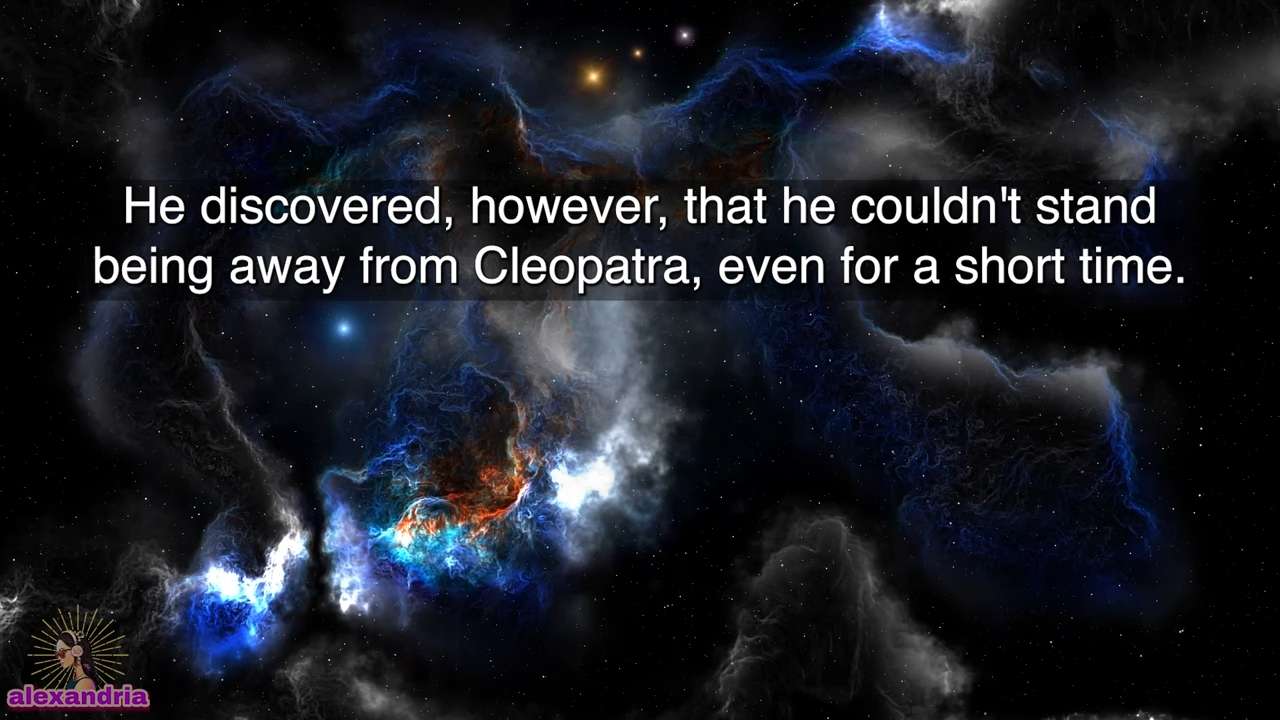 He discovered, however, that he couldn't stand
being away from Cleopatra, even for a short time.
alexandria